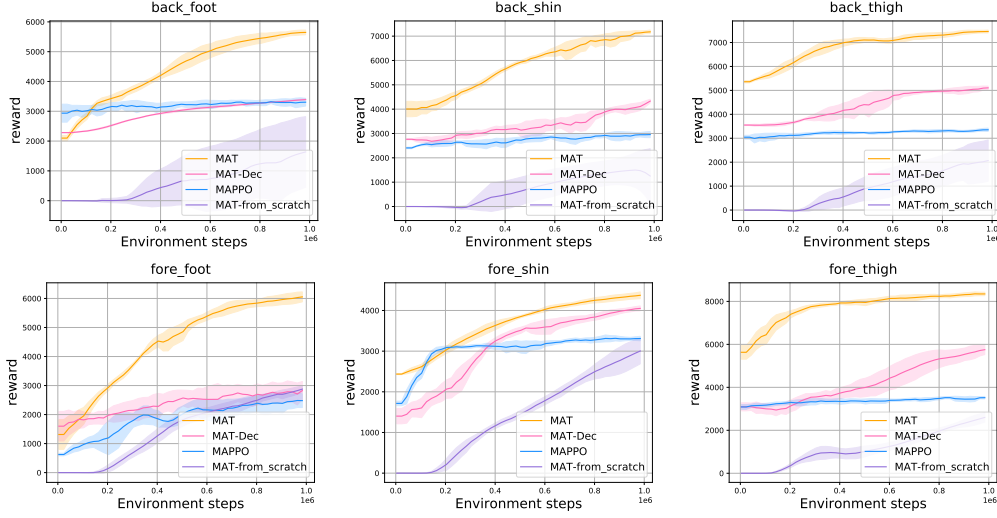 back_foot
reward
6000
5000
4000
3000
2000
1000
0
0.0 0.2 0.4 0.6 0.8 1.0
1e6
Environment steps
MAT
MAT-Dec
MAPPO
MAT-from_scratch
back_shin
7000
6000
5000
4000
3000
2000
1000
0
0.0 0.2 0.4 0.6 0.8 1.0
1e6
Environment steps
reward
MAT
MAT-Dec
MAPPO
MAT-from_scratch
back_thigh
7000
6000
5000
4000
3000
2000
1000
0
0.0 0.2 0.4 0.6 0.8 1.0
1e6
Environment steps
reward
MAT
MAT-Dec
MAPPO
MAT-from_scratch
fore_foot
reward
6000
5000
4000
3000
2000
1000
0
0.0 0.2 0.4 0.6 0.8 1.0
1e6
Environment steps
MAT
MAT-Dec
MAPPO
MAT-from_scratch
fore_shin
reward
4000
3000
2000
1000
0
0.0 0.2 0.4 0.6 0.8 1.0
1e6
Environment steps
MAT
MAT-Dec
MAPPO
MAT-from_scratch
fore_thigh
reward
8000
6000
4000
2000
0
0.0 0.2 0.4 0.6 0.8 1.0
1e6
Environment steps
MAT
MAT-Dec
MAPPO
MAT-from_scratch